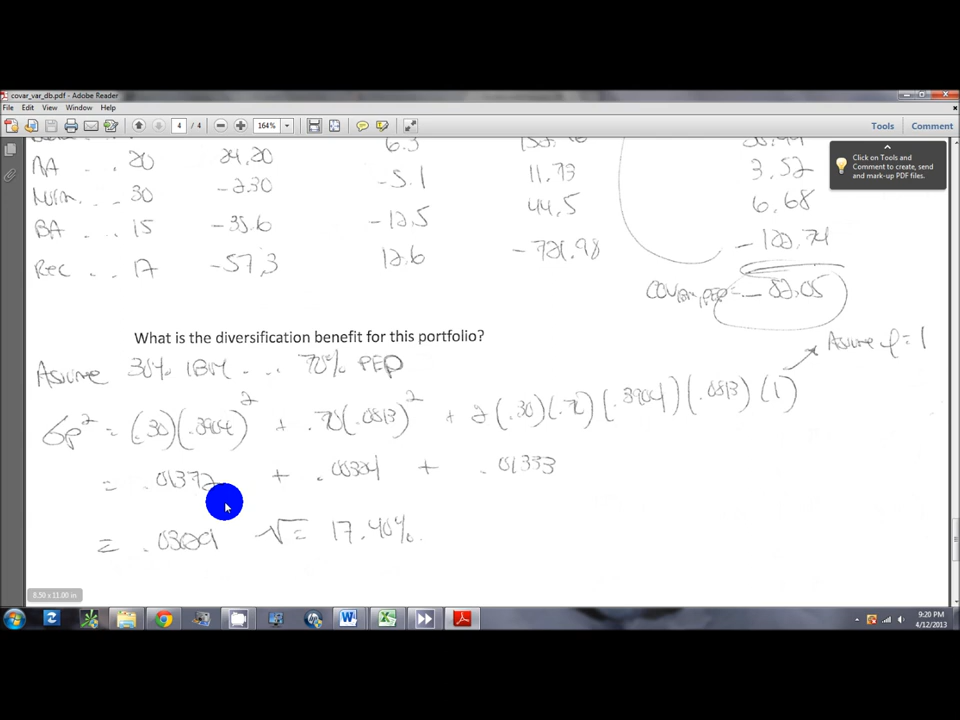 covar_var_db.pdf - Adobe Reader
File Edit View Window Help
4 / 4 164% Tools Comment
6.3
AA .. 20 24.20 -5.1 11.73 3.52
30 -2.30 44.5 6.68
BA .. 15 -35.6 -12.5 -122.74
Rec ... 17 -57.3 12.6 -721.98
-82.05
Click on Tools and
Comment to create, send
and mark-up PDF files.
What is the diversification benefit for this portfolio?
Assume 30% IBM ... 70% PEP
Assume ρ = 1
σp² = (.30)(.3904)² + .70(.0813)² + 2(.30)(.70)(.3904)(.0813)(1)
= .01372 + .00324 + .01333
= .03029 √= 17.40%.
8.50 x 11.00 in
9:20 PM
4/12/2013